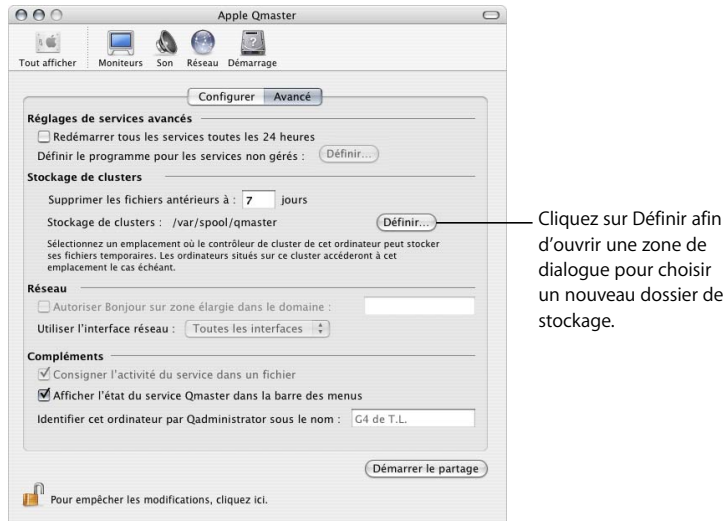 Apple Qmaster
Tout afficher Moniteurs Son Réseau Démarrage
Configurer Avancé
Réglages de services avancés
Redémarrer tous les services toutes les 24 heures
Définir le programme pour les services non gérés : Définir...
Stockage de clusters
Supprimer les fichiers antérieurs à : 7 jours
Stockage de clusters : /var/spool/qmaster Définir...
Sélectionnez un emplacement où le contrôleur de cluster de cet ordinateur peut stocker
ses fichiers temporaires. Les ordinateurs situés sur ce cluster accéderont à cet
emplacement le cas échéant.
Réseau
Autoriser Bonjour sur zone élargie dans le domaine :
Utiliser l'interface réseau : Toutes les interfaces
Compléments
Consigner l'activité du service dans un fichier
Afficher l'état du service Qmaster dans la barre des menus
Identifier cet ordinateur par Qadministrator sous le nom : G4 de T.L.
Démarrer le partage
Pour empêcher les modifications, cliquez ici.
Cliquez sur Définir afin
d'ouvrir une zone de
dialogue pour choisir
un nouveau dossier de
stockage.